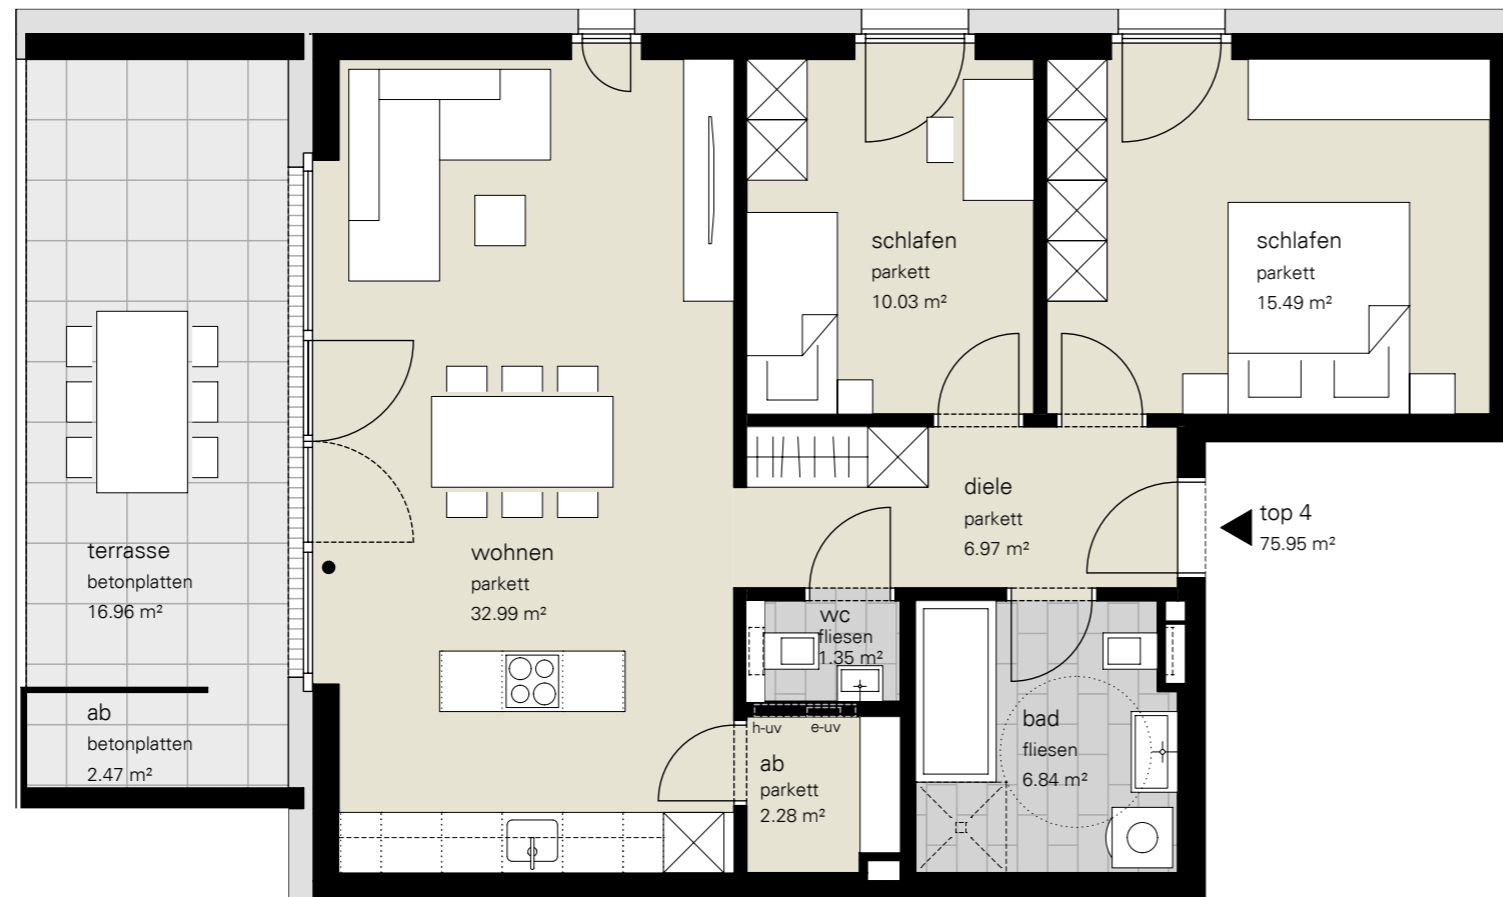 schlafen
parkett
10.03 m²
schlafen
parkett
15.49 m²
diele
parkett
6.97 m²
top 4
75.95 m²
terrasse
betonplatten
16.96 m²
wohnen
parkett
32.99 m²
wc
fliesen
1.35 m²
ab
betonplatten
2.47 m²
h-uv
e-uv
ab
parkett
2.28 m²
bad
fliesen
6.84 m²